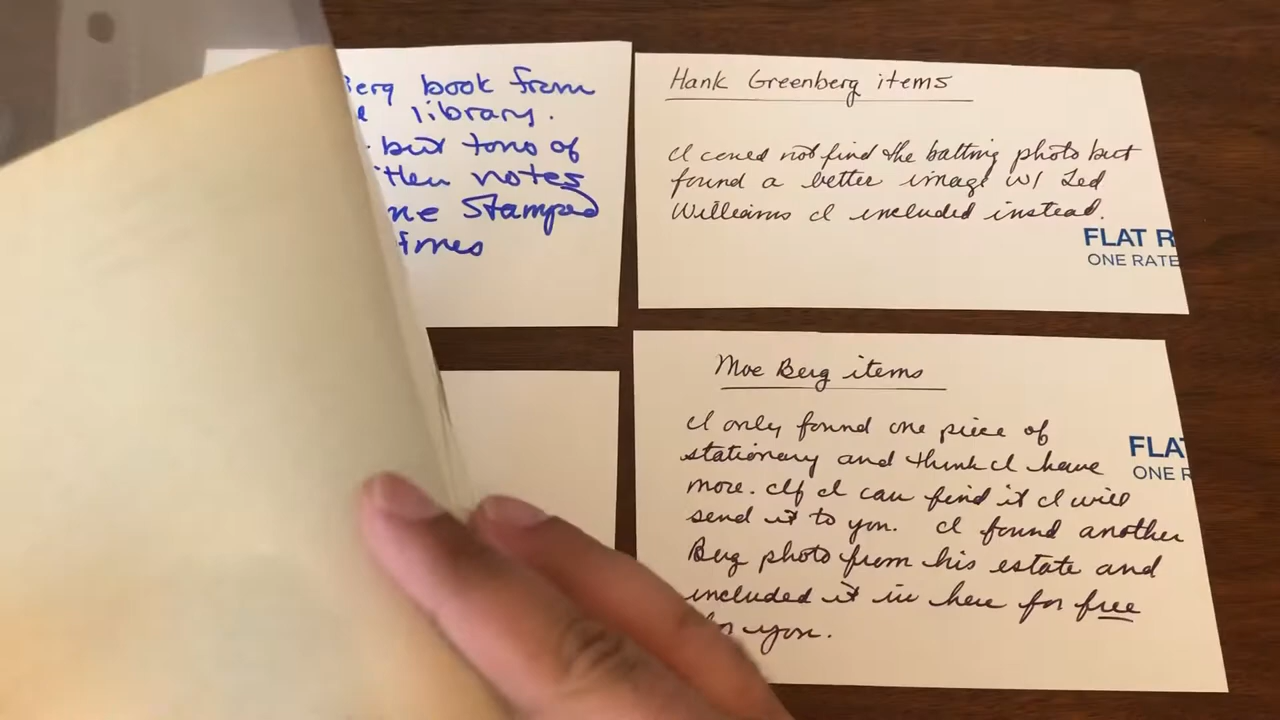 Berg book from
library.
but tons of
notes
Stamped
times
Hank Greenberg items
I could not find the batting photo but
found a better image w/ Ted
Williams I included instead.
FLAT R
ONE RATE
Moe Berg items
I only found one piece of
stationary and think I have
more. If I can find it I will
send it to you. I found another
Berg photo from his estate and
included it in here for free
for you.
FLAT
ONE R